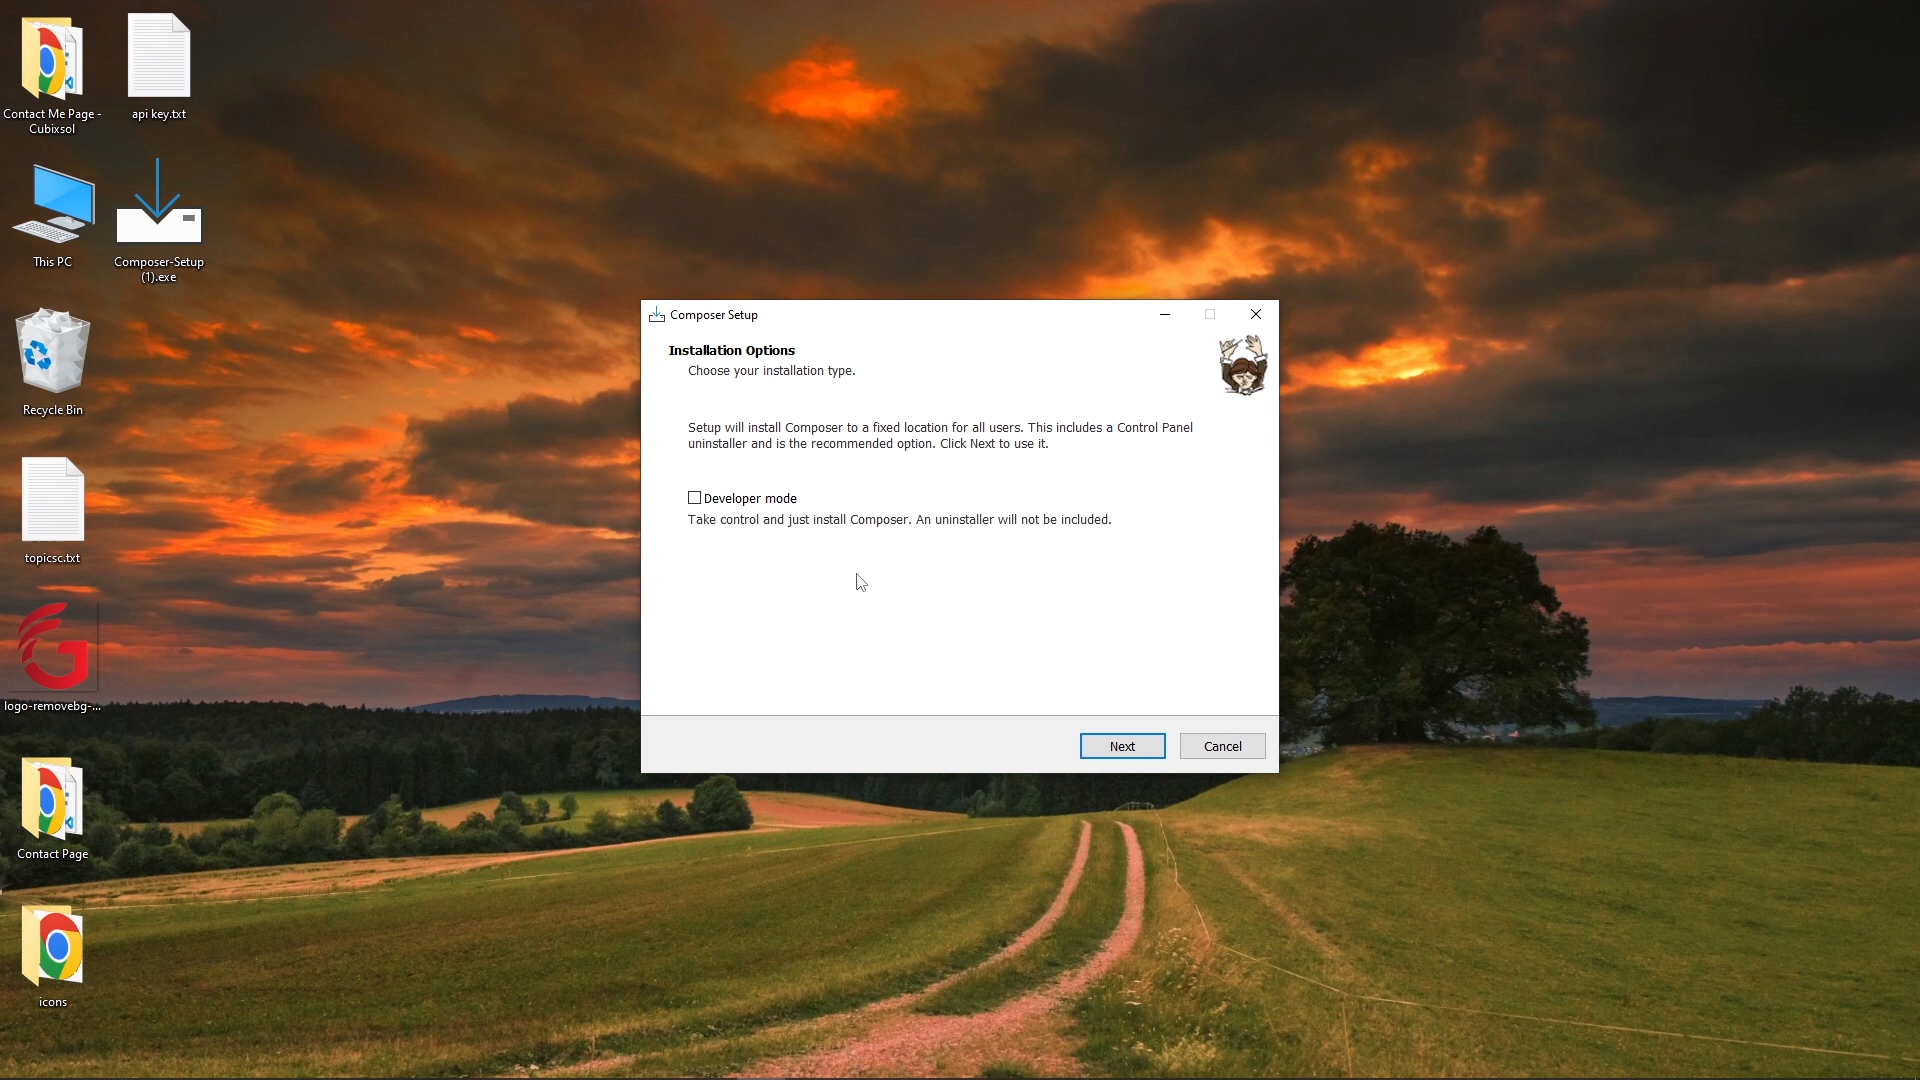 Contact Me Page -
Cubixsol
api key.txt
This PC
Composer-Setup
(1).exe
Recycle Bin
topicsc.txt
logo-removebg-...
Contact Page
icons
Composer Setup
Installation Options
Choose your installation type.
Setup will install Composer to a fixed location for all users. This includes a Control Panel
uninstaller and is the recommended option. Click Next to use it.
Developer mode
Take control and just install Composer. An uninstaller will not be included.
Next
Cancel